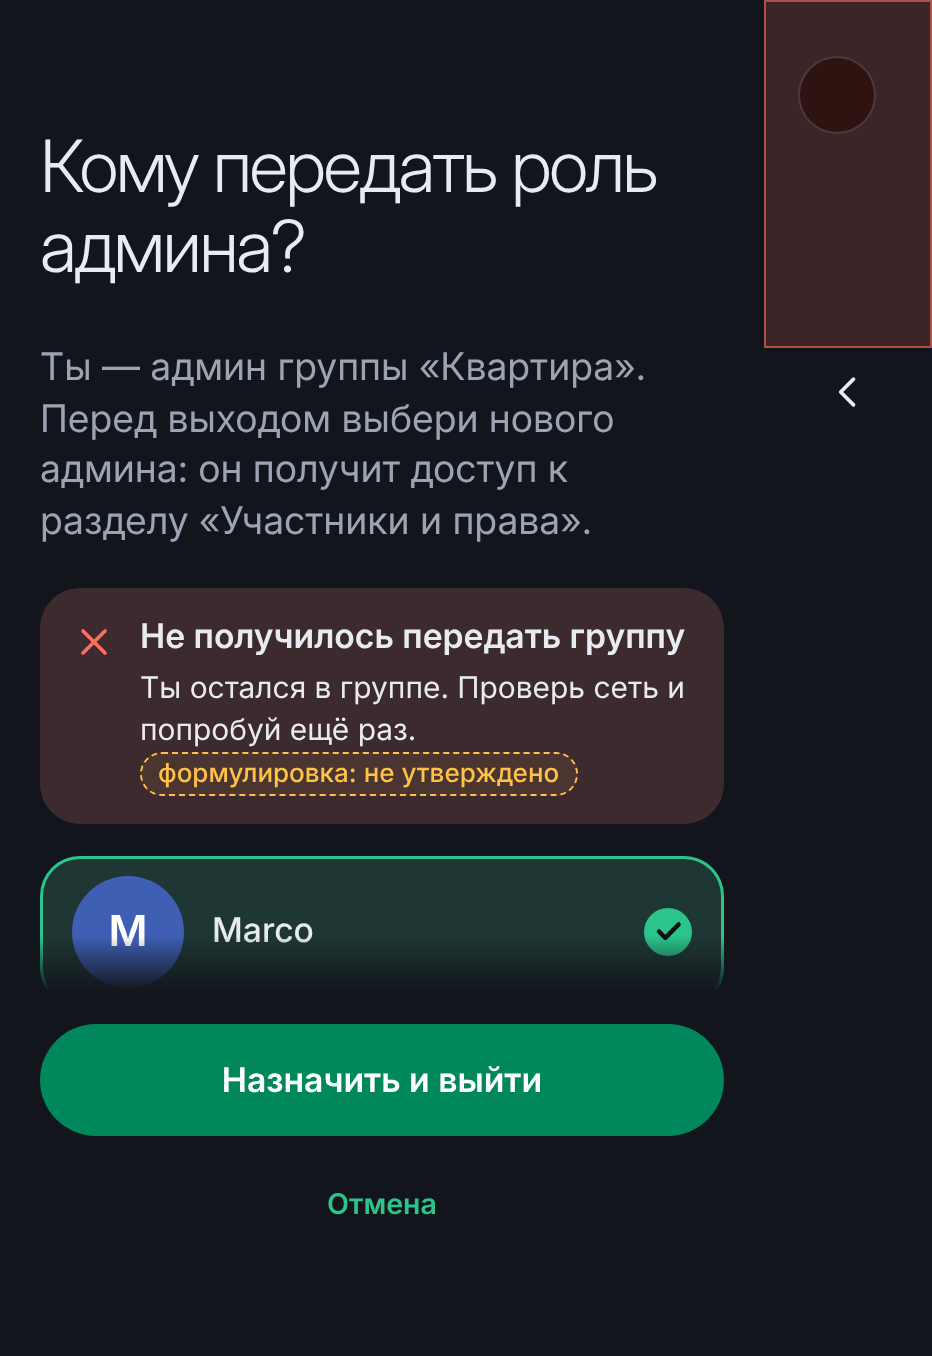 Кому передать роль
админа?
Ты — админ группы «Квартира».
Перед выходом выбери нового
админа: он получит доступ к
разделу «Участники и права».
Не получилось передать группу
Ты остался в группе. Проверь сеть и
попробуй ещё раз.
формулировка: не утверждено
M
Marco
Назначить и выйти
Отмена